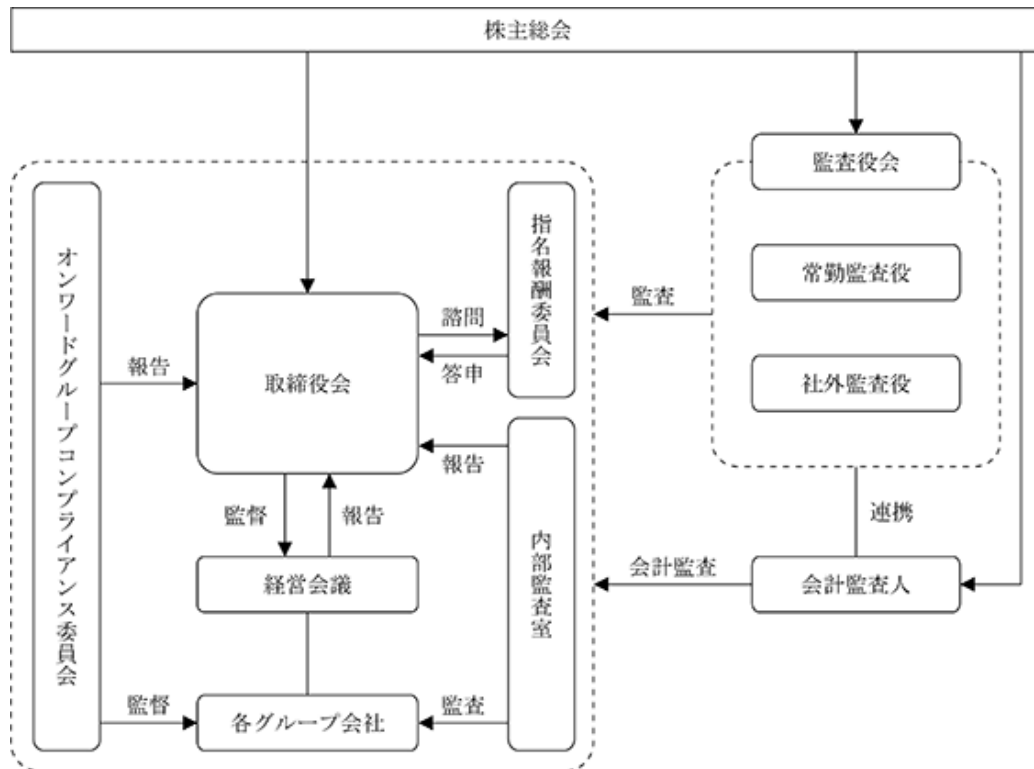 株主総会
監査役会
常勤監査役
社外監査役
指名報酬委員会
監査
諮問
答申
取締役会
報告
オンワードグループコンプライアンス委員会
報告
監督
報告
連携
内部監査室
会計監査
会計監査人
経営会議
監督
各グループ会社
監査